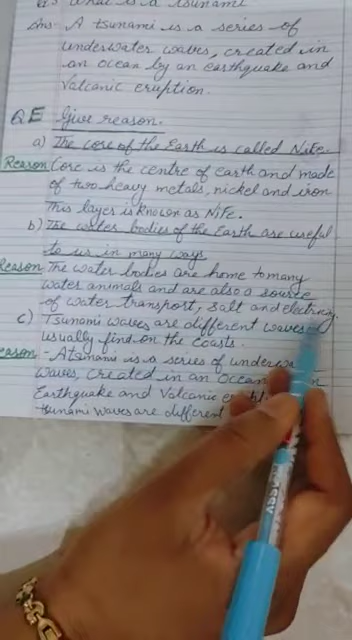 what is a tsunami
Ans- A tsunami is a series of
underwater waves, created in
an ocean by an earthquake and
Valcanic eruption.
QE Give reason.
a) The core of the Earth is called Nife.
Reason Core is the centre of earth and made
of two heavy metals, nickel and iron
This layer is known as NiFe.
b) The water bodies of the Earth are useful
to us in many ways
Reason The water bodies are home to many
water animals and are also a source
of water transport, salt and electricity.
c) Tsunami waves are different waves
usually find on the coasts.
eason - A tsinami is a series of
waves, created in an ocean
Earthquake and Valcanic
tsunami waves are different